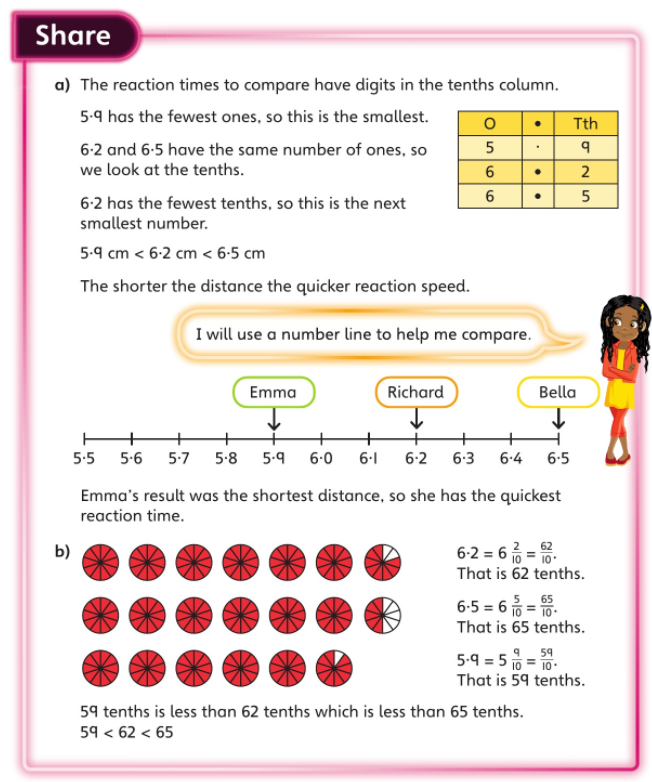 Share
a) The reaction times to compare have digits in the tenths column.
5·9 has the fewest ones, so this is the smallest.
6·2 and 6·5 have the same number of ones, so
we look at the tenths.
6·2 has the fewest tenths, so this is the next
smallest number.
5·9 cm < 6·2 cm < 6·5 cm
O • Tth
5 · 9
6 • 2
6 • 5
The shorter the distance the quicker reaction speed.
I will use a number line to help me compare.
Emma Richard Bella
5·5 5·6 5·7 5·8 5·9 6·0 6·1 6·2 6·3 6·4 6·5
Emma's result was the shortest distance, so she has the quickest
reaction time.
b)
6·2 = 6 2/10 = 62/10.
That is 62 tenths.
6·5 = 6 5/10 = 65/10.
That is 65 tenths.
5·9 = 5 9/10 = 59/10.
That is 59 tenths.
59 tenths is less than 62 tenths which is less than 65 tenths.
59 < 62 < 65